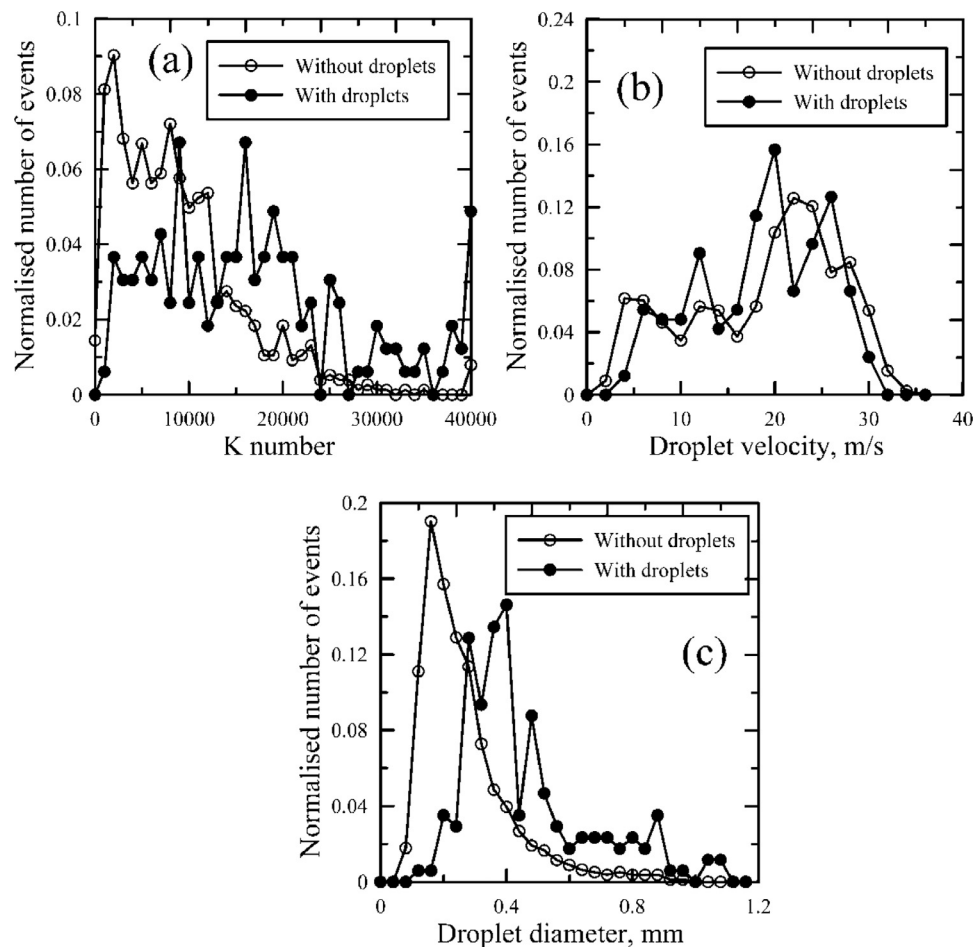 0.1
0.08
0.06
0.04
0.02
0
Normalised number of events
(a)
Without droplets
With droplets
0 10000 20000 30000 40000
K number
0.24
0.2
0.16
0.12
0.08
0.04
0
Normalised number of events
(b)
Without droplets
With droplets
0 10 20 30 40
Droplet velocity, m/s
0.2
0.16
0.12
0.08
0.04
0
Normalised number of events
Without droplets
With droplets
(c)
0 0.4 0.8 1.2
Droplet diameter, mm